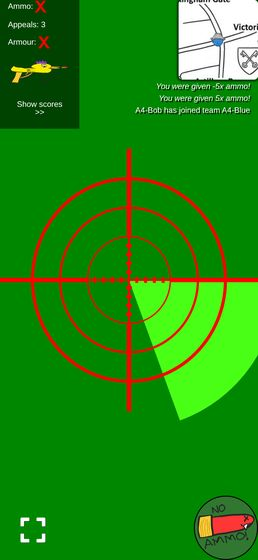 Ammo: X
Appeals: 3
Armour: X
Show scores
>>
Victori
You were given -5x ammo!
You were given 5x ammo!
A4-Bob has joined team A4-Blue
NO
AMMO!